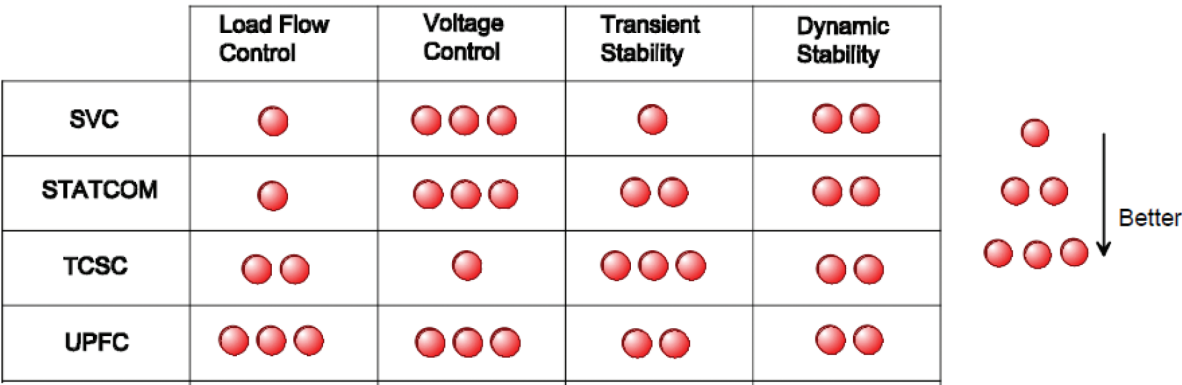 Load Flow
Control
Voltage
Control
Transient
Stability
Dynamic
Stability
SVC
STATCOM
TCSC
UPFC
Better